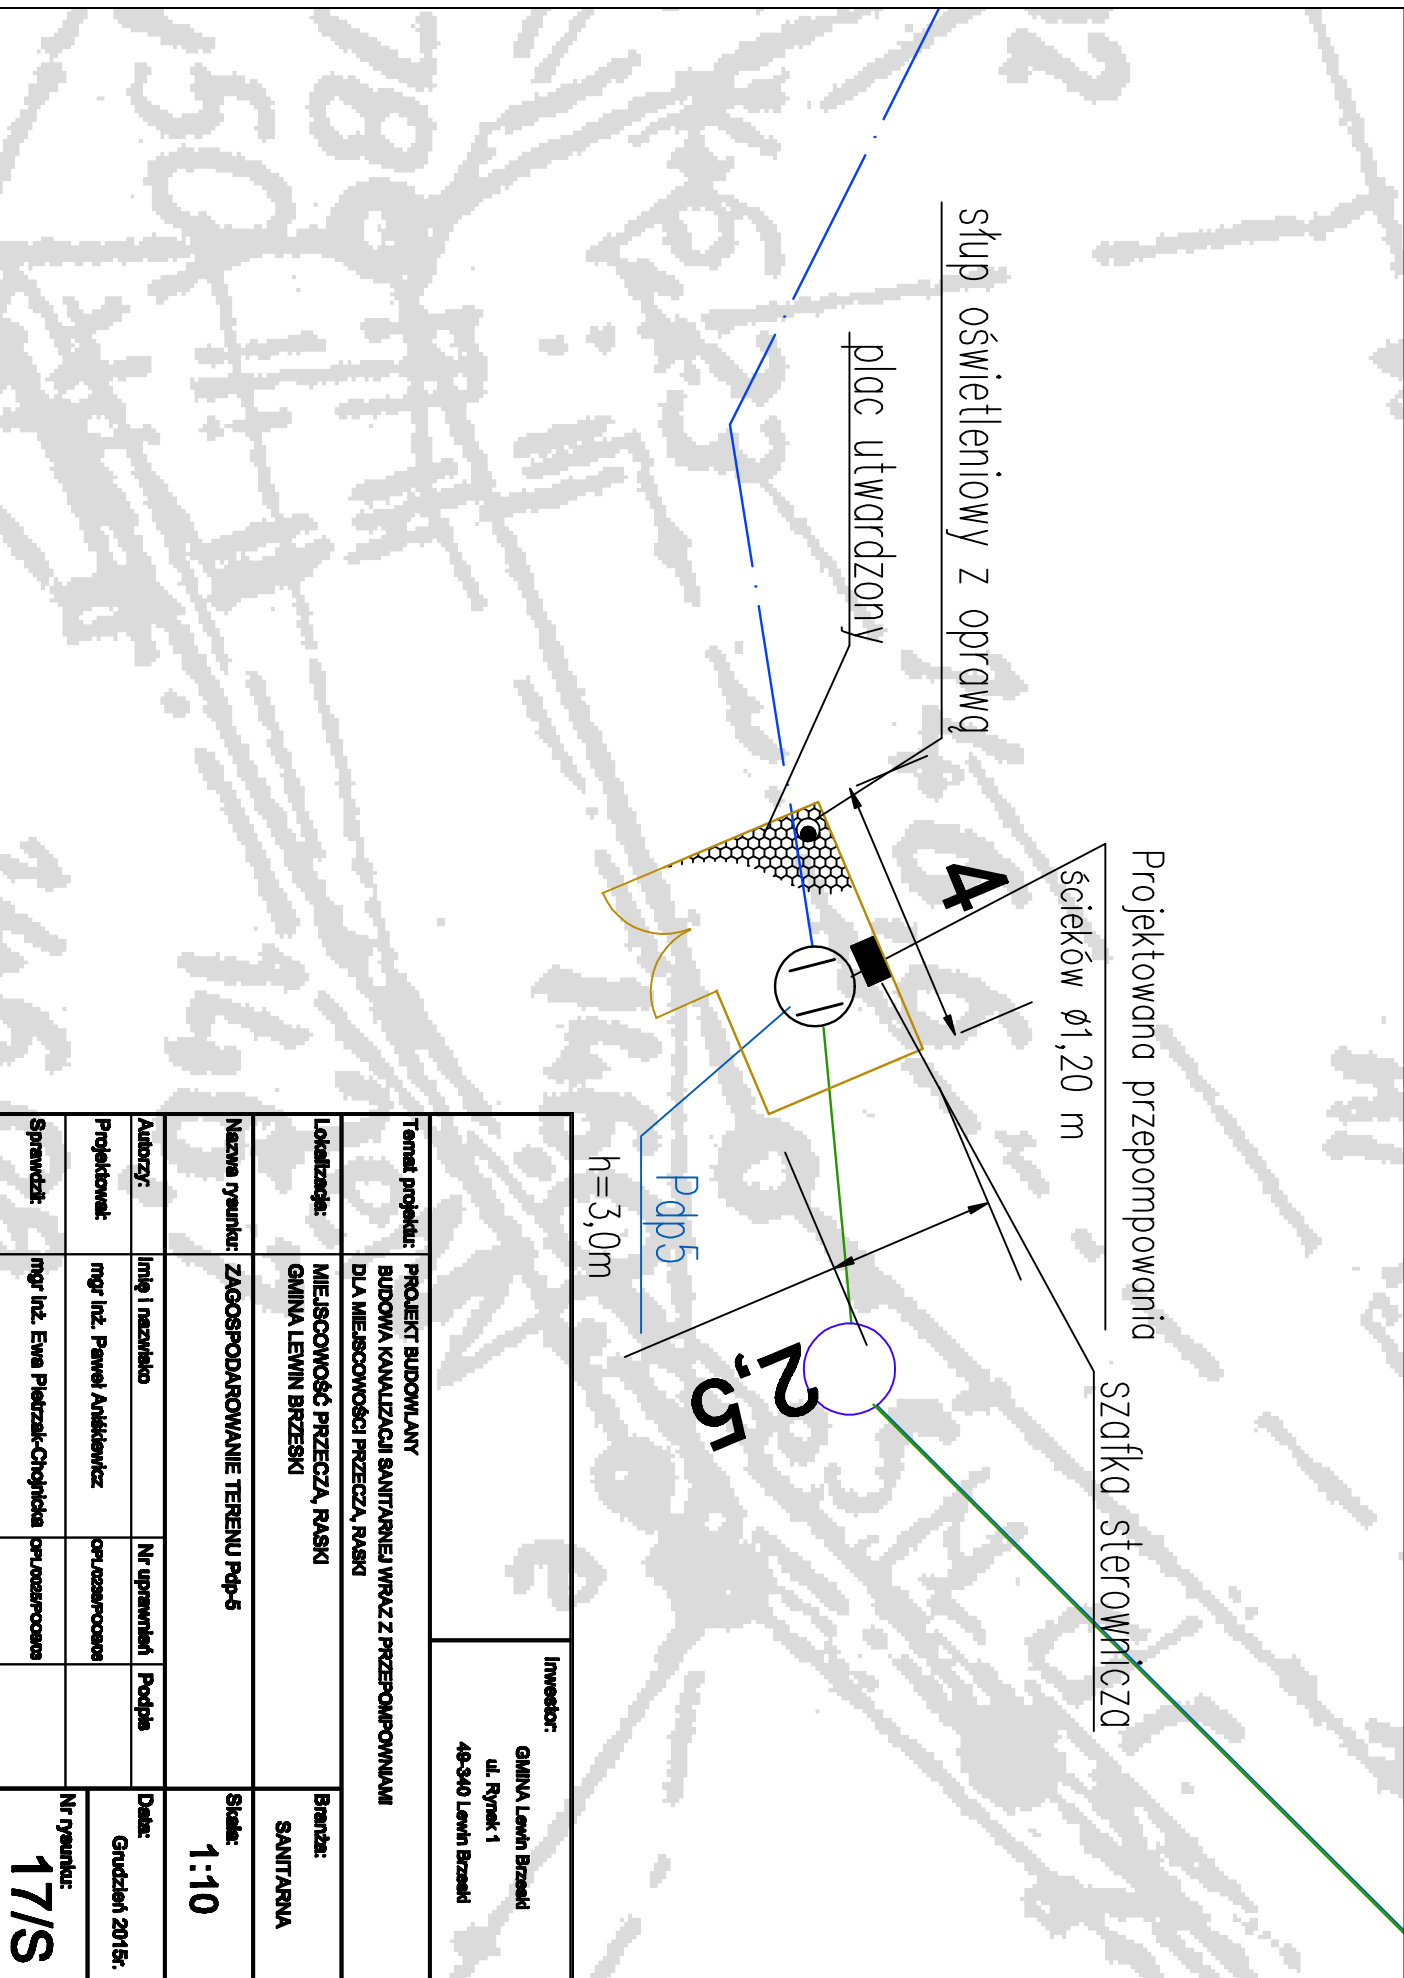 Projektowana przepompowania
ścieków ø1,20 m
słup oświetleniowy z oprawą
plac utwardzony
szafka sterownicza
4
2,5
Pdp5
h=3,0m
Inwestor:
GMINA Lewin Brzeski
ul. Rynek 1
49-340 Lewin Brzeski
Temat projektu: PROJEKT BUDOWLANY
BUDOWA KANALIZACJI SANITARNEJ WRAZ Z PRZEPOMPOWNIAMI
DLA MIEJSCOWOŚCI PRZECZA, RASKI
Lokalizacja: MIEJSCOWOŚĆ PRZECZA, RASKI
GMINA LEWIN BRZESKI
Branża:
SANITARNA
Nazwa rysunku: ZAGOSPODAROWANIE TERENU Pdp-5
Skala:
1:10
Autorzy: Imię i nazwisko Nr uprawnień Podpis
Data:
Grudzień 2015r.
Projektował: mgr inż. Paweł Aniśkiewicz
Sprawdził: mgr inż. Ewa Pietrzak-Chojnicka
Nr rysunku:
17/S